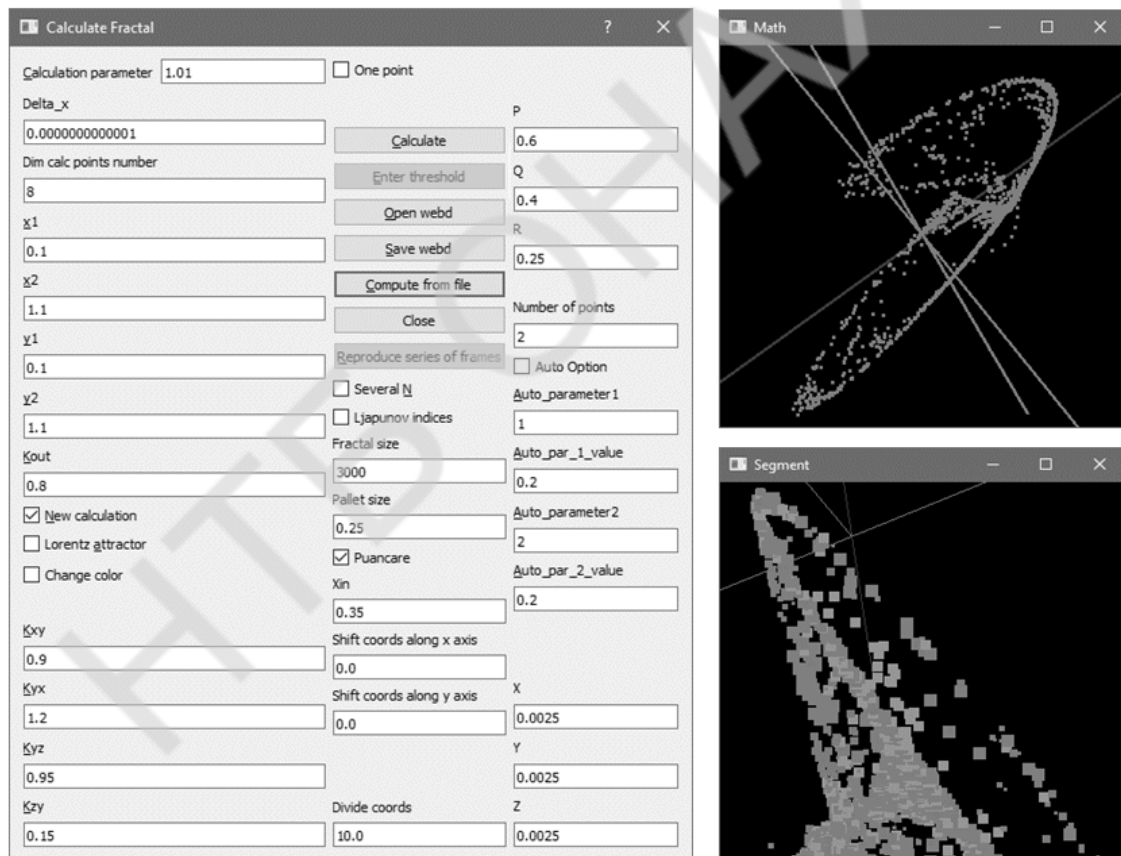 Calculate Fractal
?
Calculation parameter 1.01
One point
Delta_x
0.0000000000001
Dim calc points number
8
x1
0.1
x2
1.1
y1
0.1
y2
1.1
Kout
0.8
New calculation
Lorentz attractor
Change color
Kxy
0.9
Kyx
1.2
Kyz
0.95
Kzy
0.15
Calculate
Enter threshold
Open webd
Save webd
Compute from file
Close
Reproduce series of frames
Several N
Ljapunov indices
Fractal size
3000
Pallet size
0.25
Puancare
Xin
0.35
Shift coords along x axis
0.0
Shift coords along y axis
0.0
Divide coords
10.0
P
0.6
Q
0.4
R
0.25
Number of points
2
Auto Option
Auto_parameter1
1
Auto_par_1_value
0.2
Auto_parameter2
2
Auto_par_2_value
0.2
X
0.0025
Y
0.0025
Z
0.0025
Math
Segment